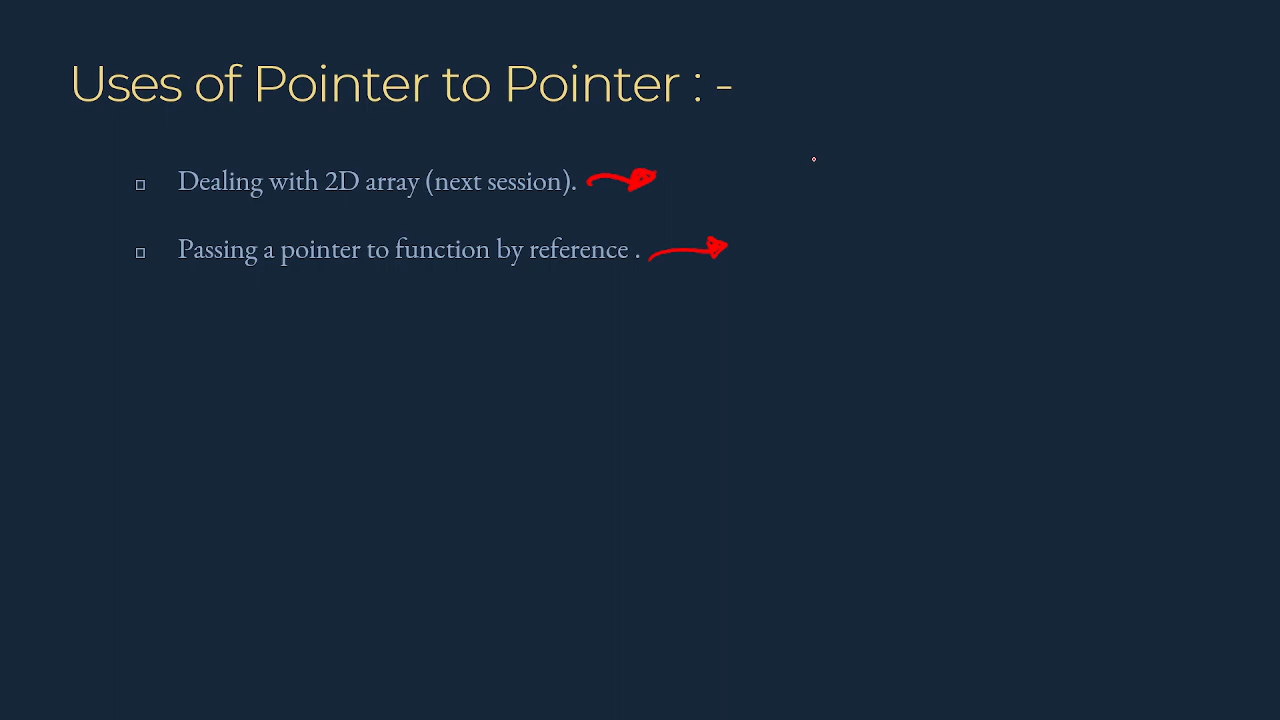 Uses of Pointer to Pointer : -
Dealing with 2D array (next session).
Passing a pointer to function by reference .